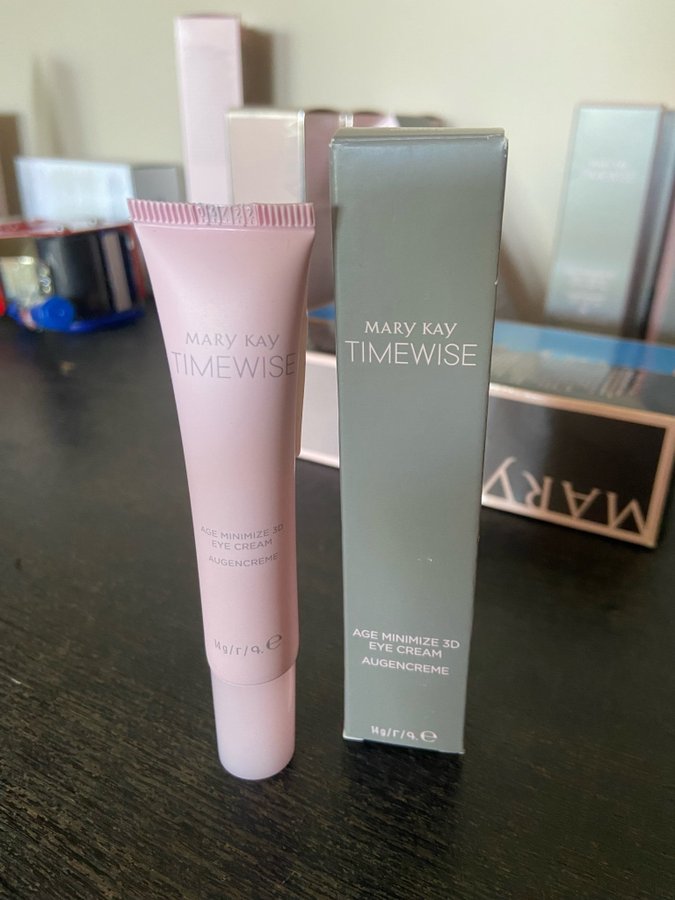 MARY KAY
TIMEWISE
AGE MINIMIZE 3D
EYE CREAM
AUGENCREME
14g/г/գ.℮
MARY KAY
TIMEWISE
AGE MINIMIZE 3D
EYE CREAM
AUGENCREME
14g/г/գ.℮
MARY
TIMEWISE